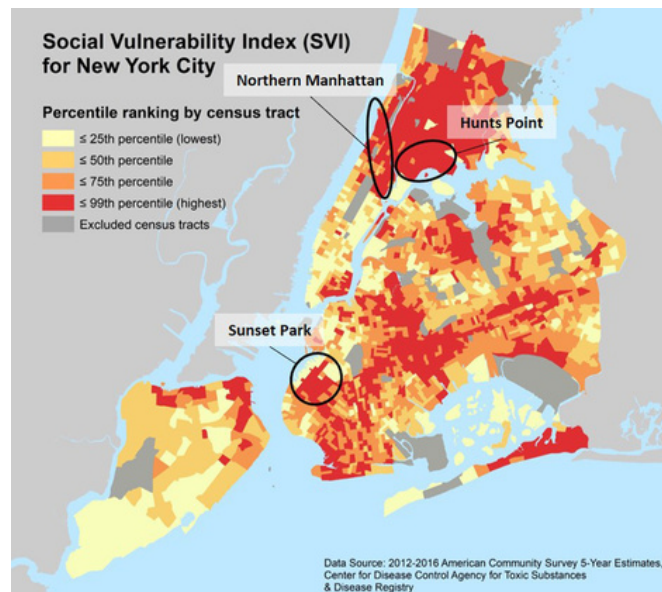 Social Vulnerability Index (SVI)
for New York City
Northern Manhattan
Hunts Point
Percentile ranking by census tract
≤ 25th percentile (lowest)
≤ 50th percentile
≤ 75th percentile
≤ 99th percentile (highest)
Excluded census tracts
Sunset Park
Data Source: 2012-2016 American Community Survey 5-Year Estimates,
Center for Disease Control Agency for Toxic Substances
& Disease Registry